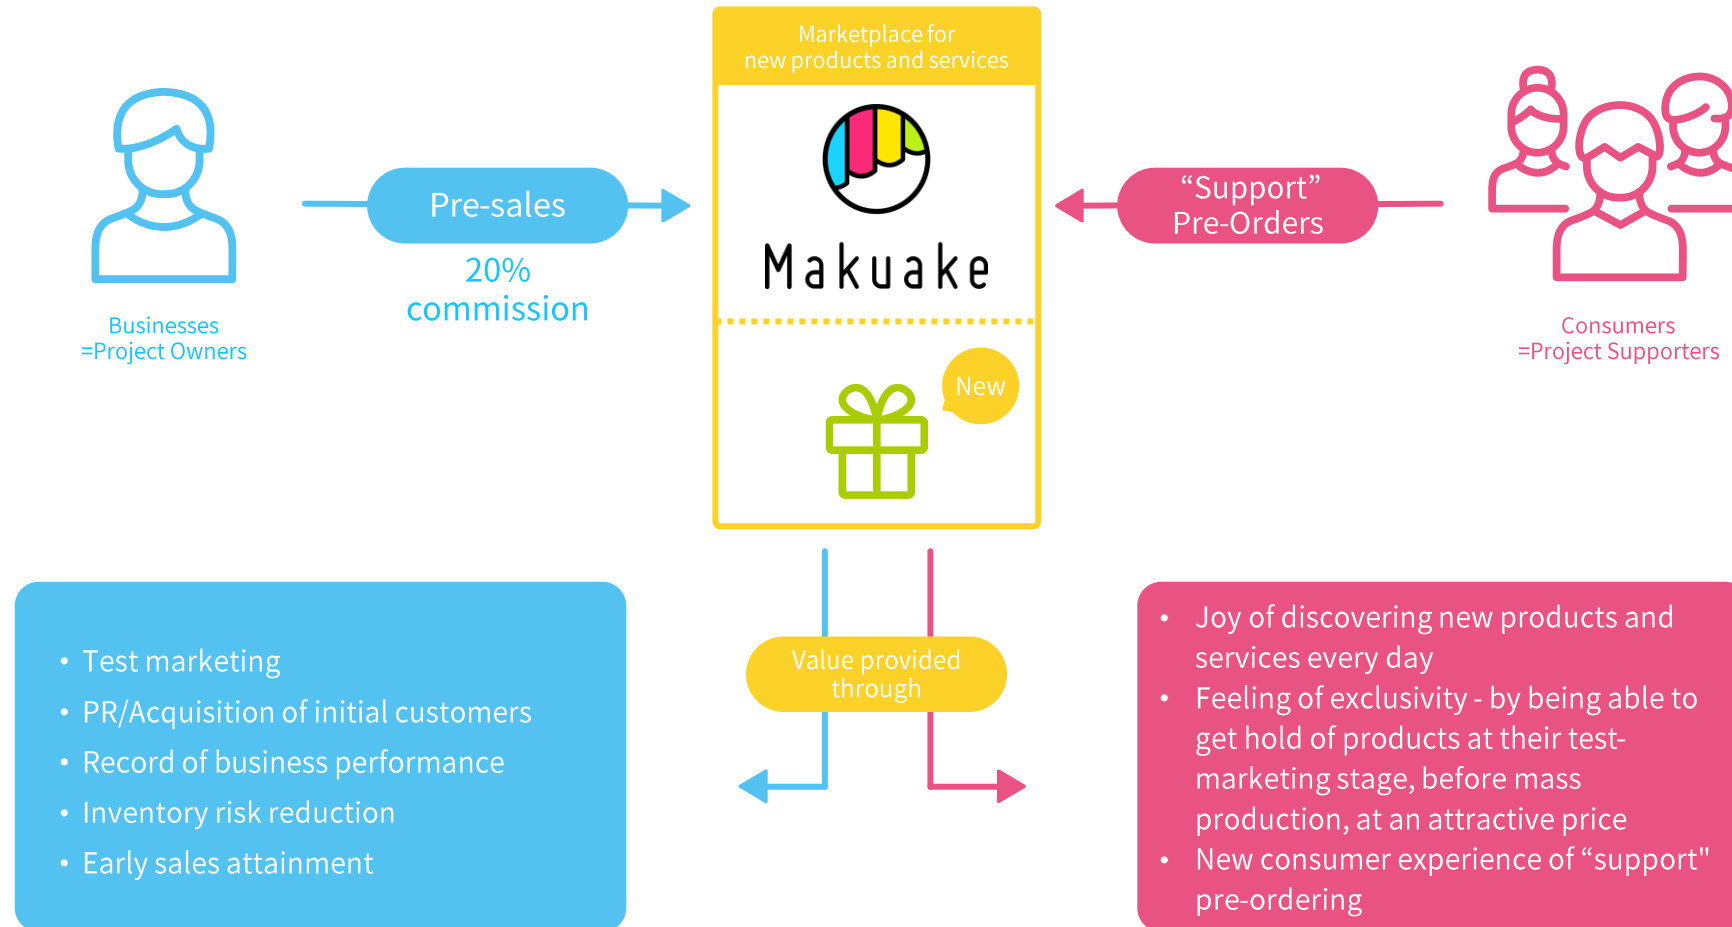 Marketplace for
new products and services
Makuake
Pre-sales
20%
commission
“Support”
Pre-Orders
Businesses
=Project Owners
Consumers
=Project Supporters
New
Value provided
through
• Test marketing
• PR/Acquisition of initial customers
• Record of business performance
• Inventory risk reduction
• Early sales attainment
• Joy of discovering new products and
services every day
• Feeling of exclusivity - by being able to
get hold of products at their test-
marketing stage, before mass
production, at an attractive price
• New consumer experience of “support"
pre-ordering